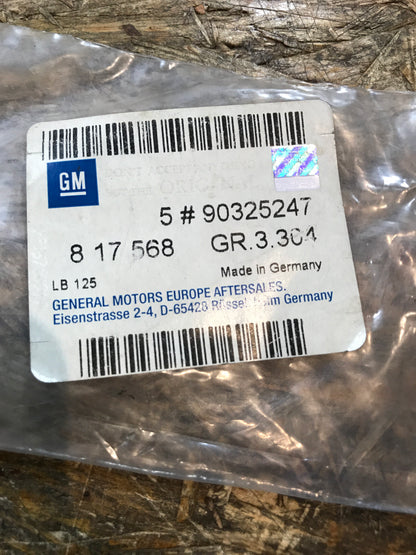 GM
5 # 90325247
8 17 568 GR.3.304
LB 125 Made in Germany
GENERAL MOTORS EUROPE AFTERSALES.
Eisenstrasse 2-4, D-65428 Germany